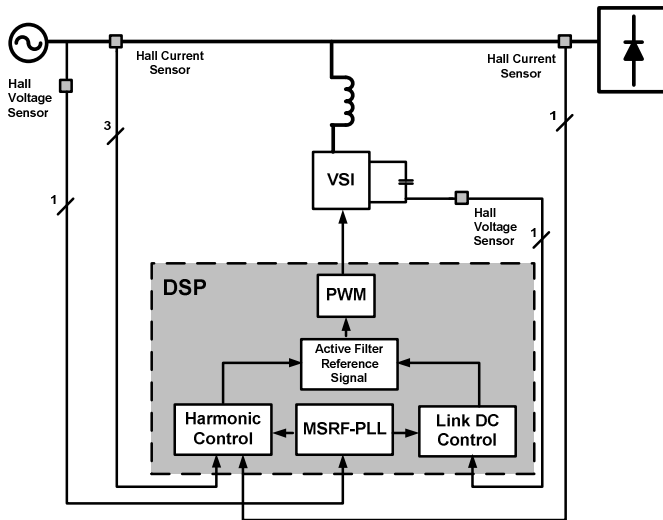 Hall Current
Sensor
Hall Current
Sensor
Hall
Voltage
Sensor
3
1
1
VSI
Hall
Voltage
Sensor
1
DSP
PWM
Active Filter
Reference
Signal
Harmonic
Control
MSRF-PLL
Link DC
Control